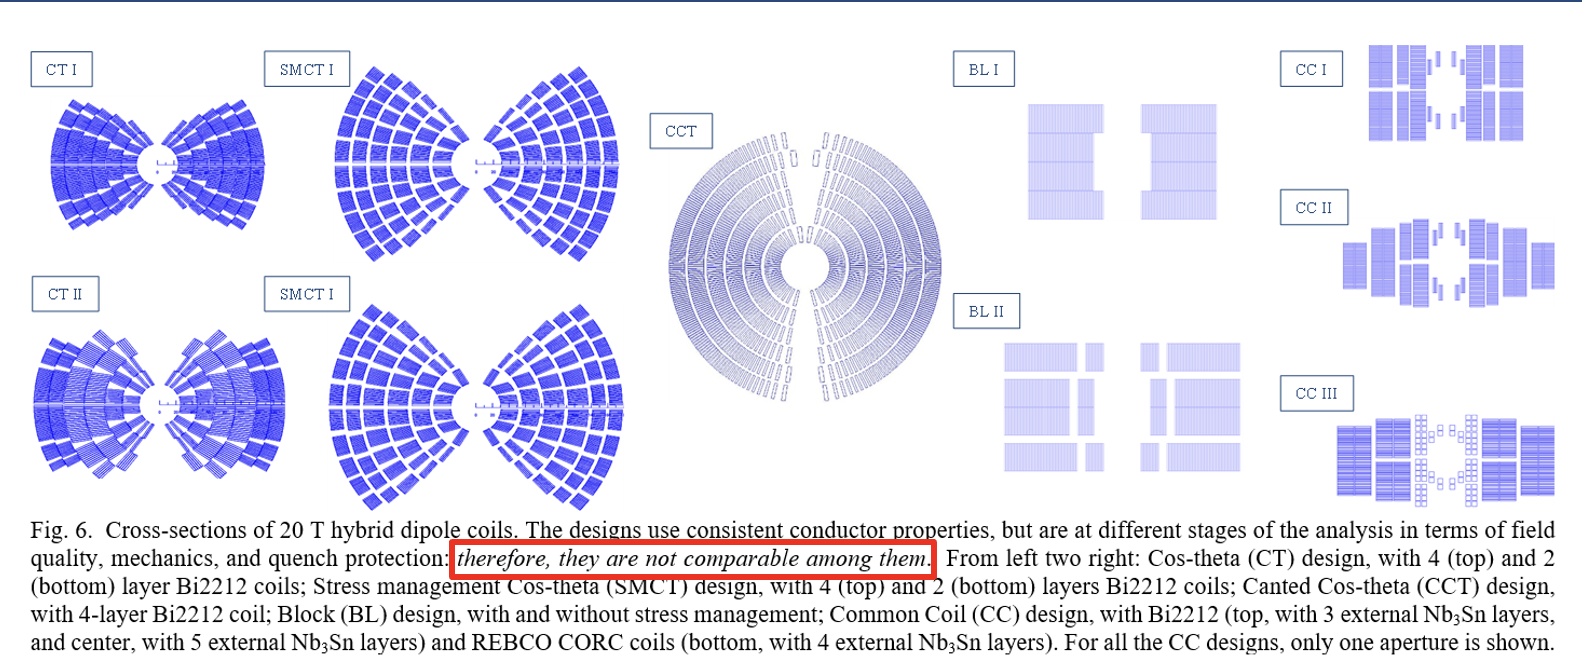 CT I
SMCT I
CCT
BL I
CC I
CC II
CT II
SMCT I
BL II
CC III
Fig. 6. Cross-sections of 20 T hybrid dipole coils. The designs use consistent conductor properties, but are at different stages of the analysis in terms of field
quality, mechanics, and quench protection: therefore, they are not comparable among them. From left two right: Cos-theta (CT) design, with 4 (top) and 2
(bottom) layer Bi2212 coils; Stress management Cos-theta (SMCT) design, with 4 (top) and 2 (bottom) layers Bi2212 coils; Canted Cos-theta (CCT) design,
with 4-layer Bi2212 coil; Block (BL) design, with and without stress management; Common Coil (CC) design, with Bi2212 (top, with 3 external Nb₃Sn layers,
and center, with 5 external Nb₃Sn layers) and REBCO CORC coils (bottom, with 4 external Nb₃Sn layers). For all the CC designs, only one aperture is shown.